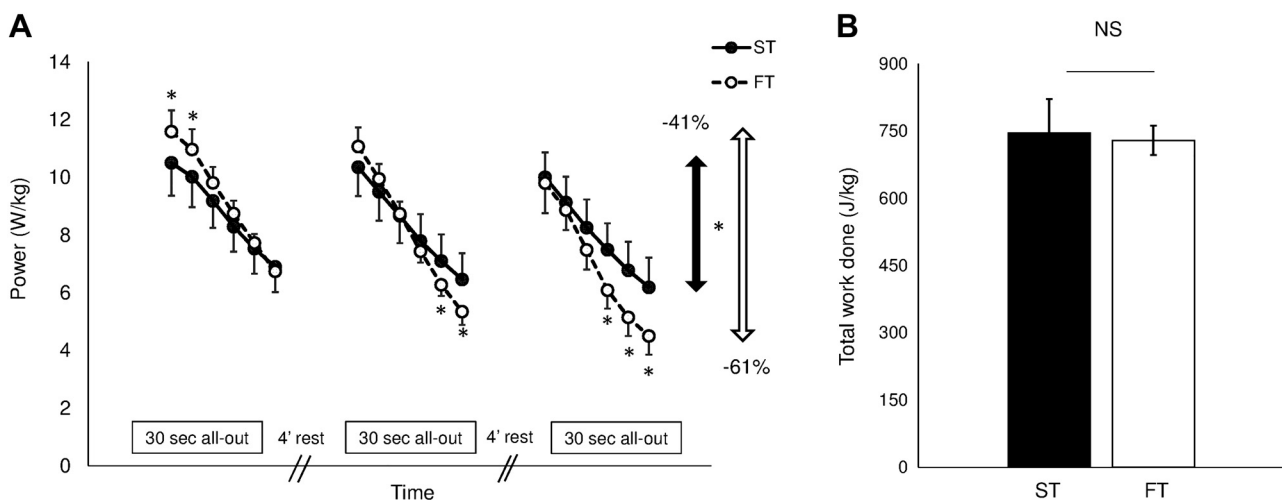 A
ST
FT
Power (W/kg)
14
12
10
8
6
4
2
0
* *
* *
* * *
-41%
*
-61%
30 sec all-out 4' rest 30 sec all-out 4' rest 30 sec all-out
Time
B
NS
Total work done (J/kg)
900
750
600
450
300
150
0
ST FT